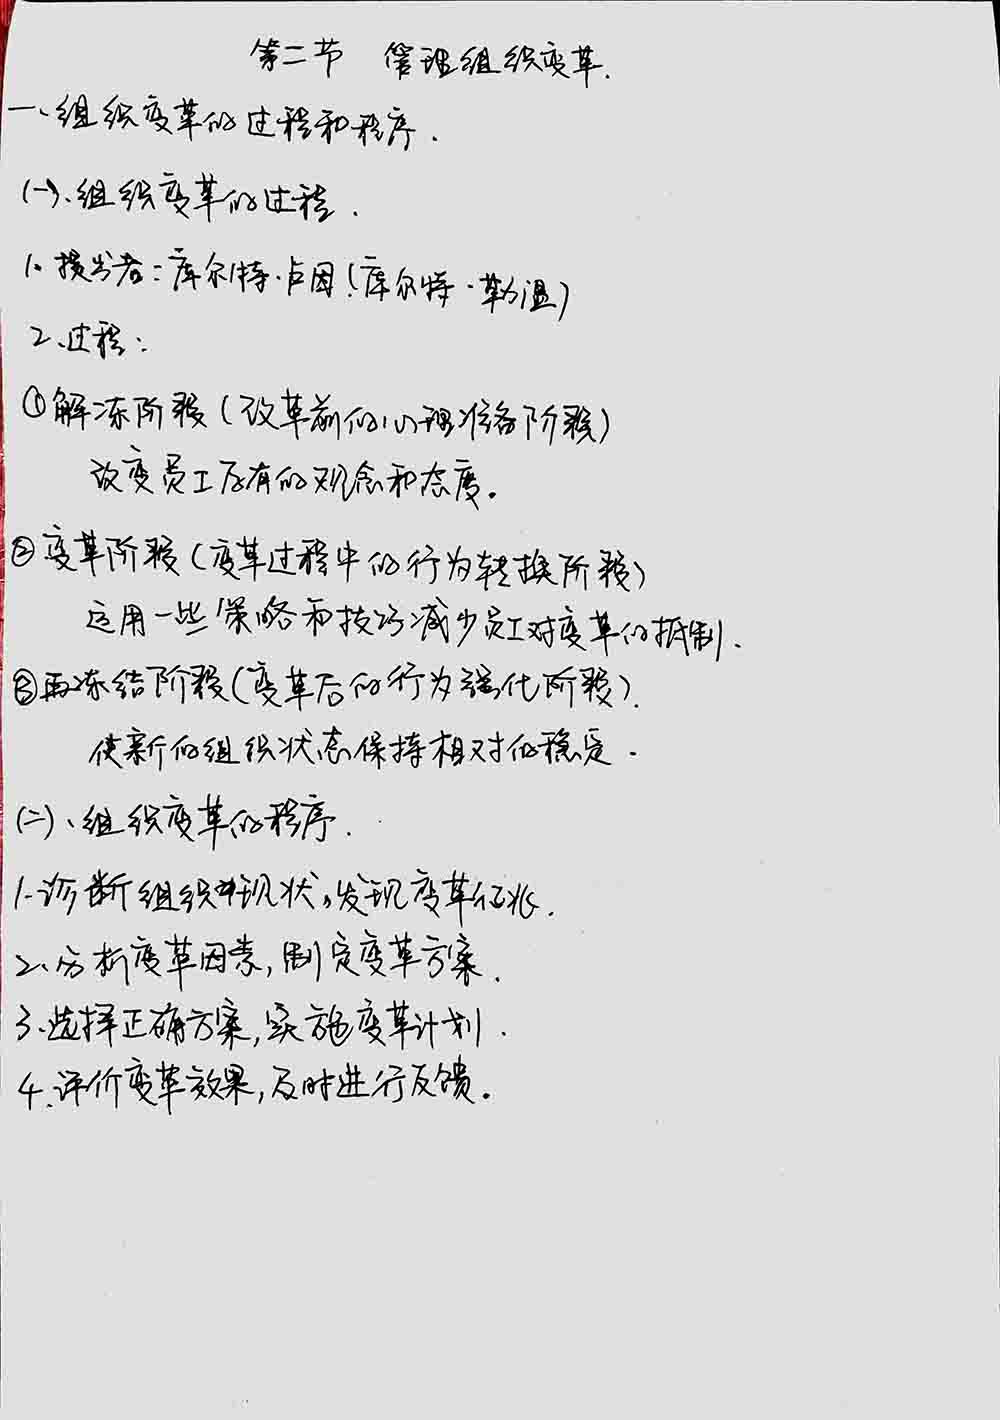 第二节 管理组织变革.
一、组织变革的过程和程序.
(一)、组织变革的过程.
1. 提出者:库尔特·卢因(库尔特·勒温)
2、过程:
①解冻阶段(改革前的心理准备阶段)
改变员工原有的观念和态度。
②变革阶段(变革过程中的行为转换阶段)
运用一些策略和技巧减少员工对变革的抵制.
③再冻结阶段(变革后的行为强化阶段).
使新的组织状态保持相对的稳定.
(二)、组织变革的程序.
1.诊断组织现状,发现变革征兆.
2、分析变革因素,制定变革方案.
3、选择正确方案,实施变革计划.
4.评价变革效果,及时进行反馈。